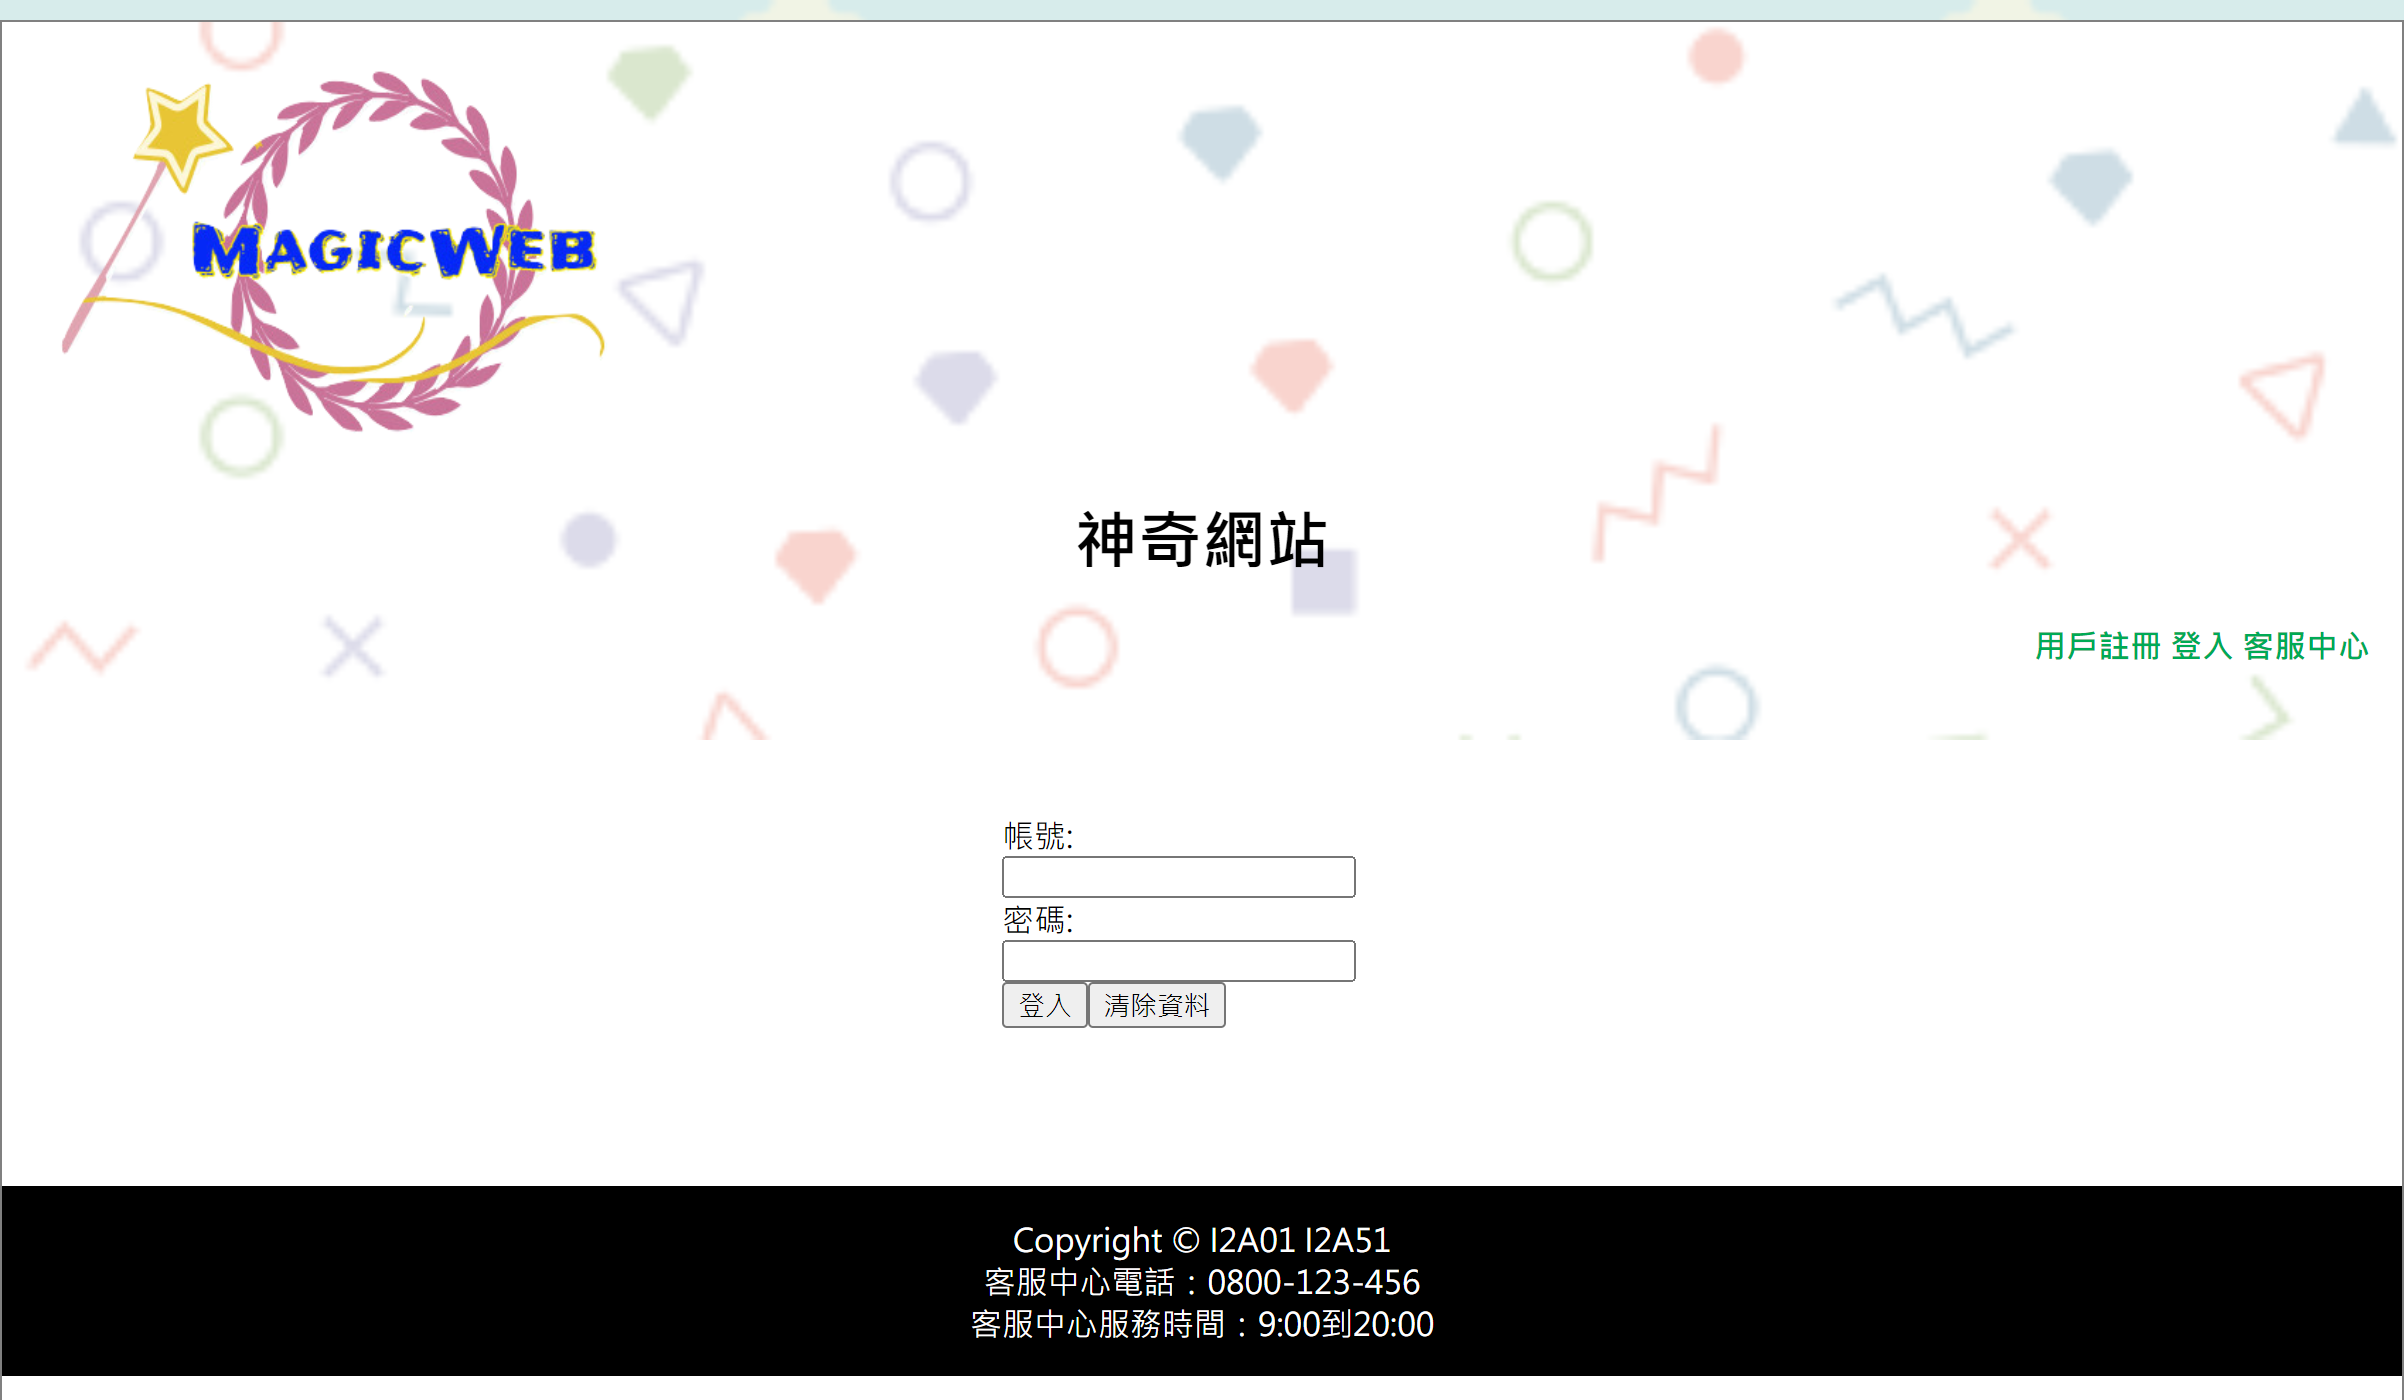 MAGICWEB
神奇網站
用戶註冊 登入 客服中心
帳號:
密碼:
登入 清除資料
Copyright © I2A01 I2A51
客服中心電話：0800-123-456
客服中心服務時間：9:00到20:00